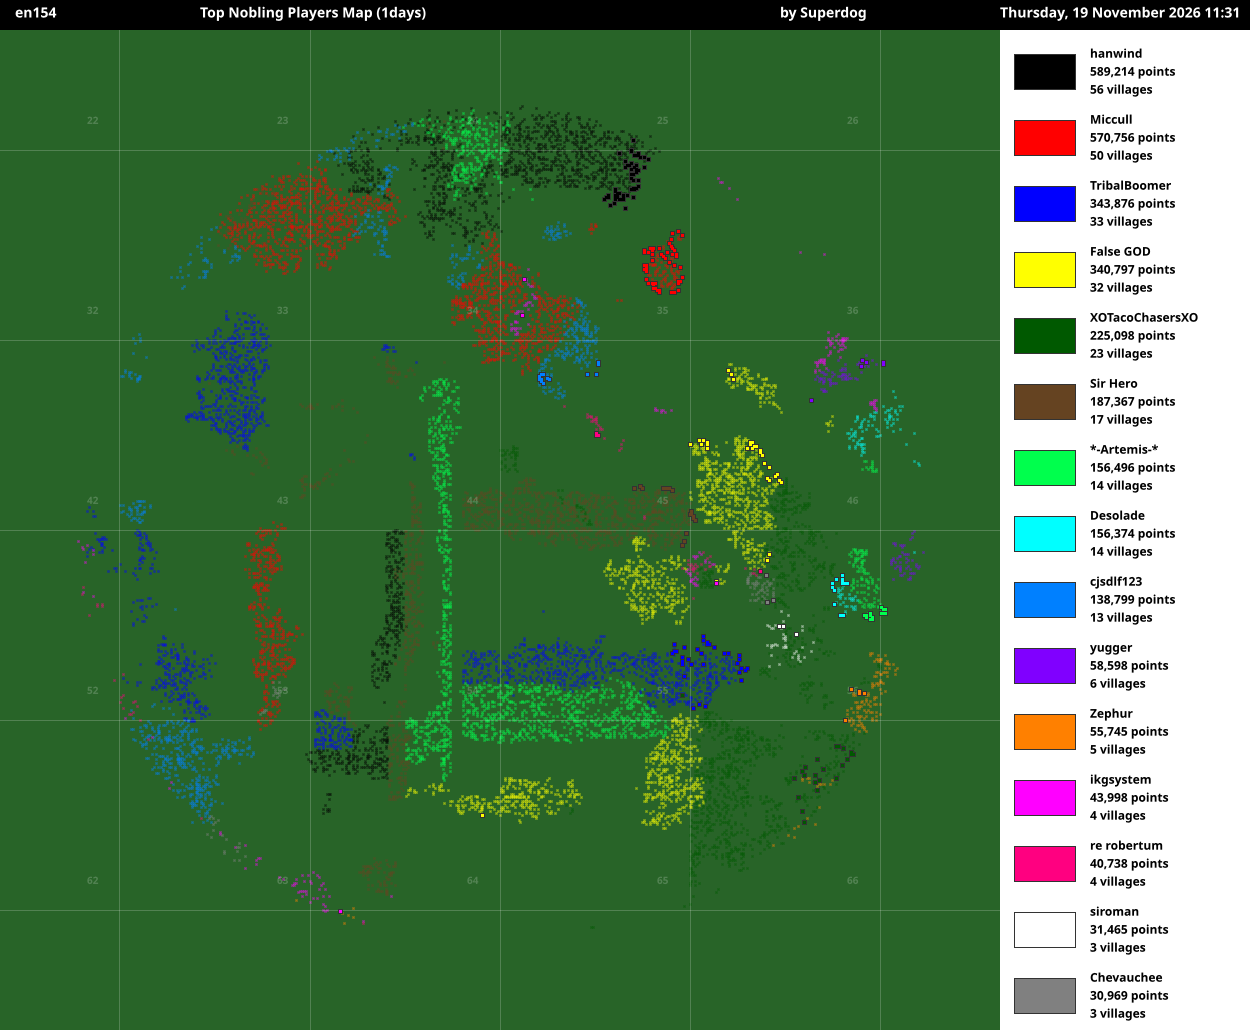 en154 Top Nobling Players Map (1days) by Superdog Thursday, 19 November 2026 11:31
hanwind
589,214 points
56 villages
Miccull
570,756 points
50 villages
TribalBoomer
343,876 points
33 villages
False GOD
340,797 points
32 villages
XOTacoChasersXO
225,098 points
23 villages
Sir Hero
187,367 points
17 villages
*-Artemis-*
156,496 points
14 villages
Desolade
156,374 points
14 villages
cjsdlf123
138,799 points
13 villages
yugger
58,598 points
6 villages
Zephur
55,745 points
5 villages
ikgsystem
43,998 points
4 villages
re robertum
40,738 points
4 villages
siroman
31,465 points
3 villages
Chevauchee
30,969 points
3 villages
22 23 25 26
32 33 34 35 36
42 43 44 45 46
52 53 55
62 63 64 65 66